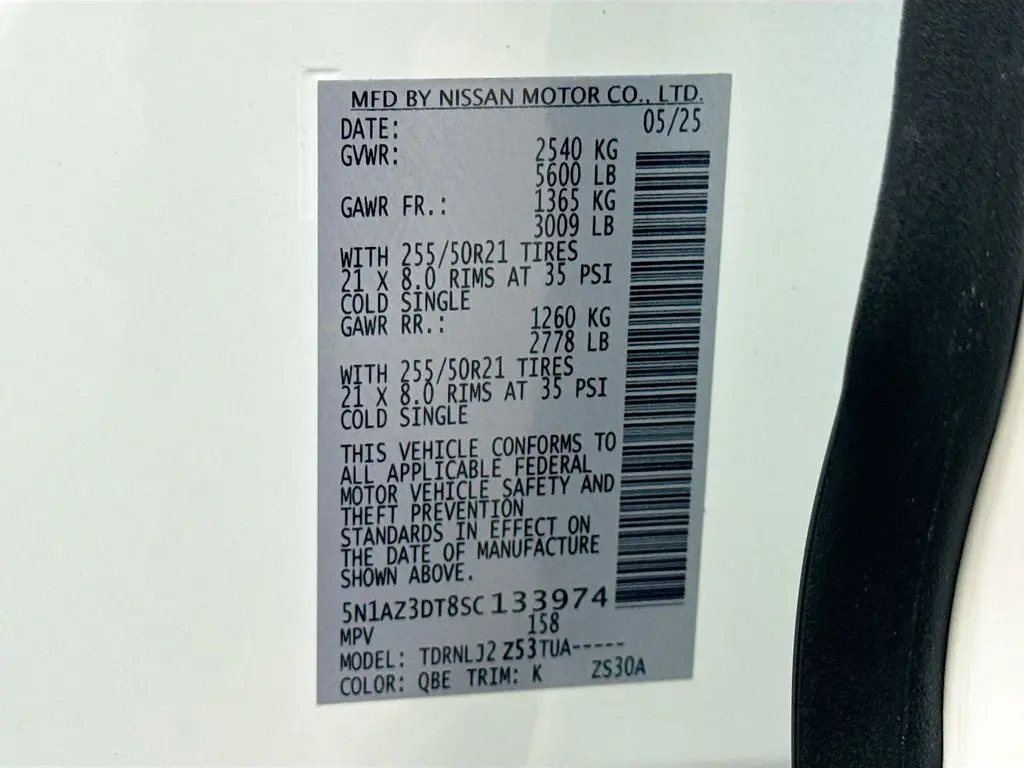 MFD BY NISSAN MOTOR CO., LTD.
DATE: 05/25
GVWR: 2540 KG
5600 LB
GAWR FR.: 1365 KG
3009 LB
WITH 255/50R21 TIRES
21 X 8.0 RIMS AT 35 PSI
COLD SINGLE
GAWR RR.: 1260 KG
2778 LB
WITH 255/50R21 TIRES
21 X 8.0 RIMS AT 35 PSI
COLD SINGLE
THIS VEHICLE CONFORMS TO
ALL APPLICABLE FEDERAL
MOTOR VEHICLE SAFETY AND
THEFT PREVENTION
STANDARDS IN EFFECT ON
THE DATE OF MANUFACTURE
SHOWN ABOVE.
5N1AZ3DT8SC133974
MPV 158
MODEL: TDRNLJ2 Z53TUA-----
COLOR: QBE TRIM: K ZS30A